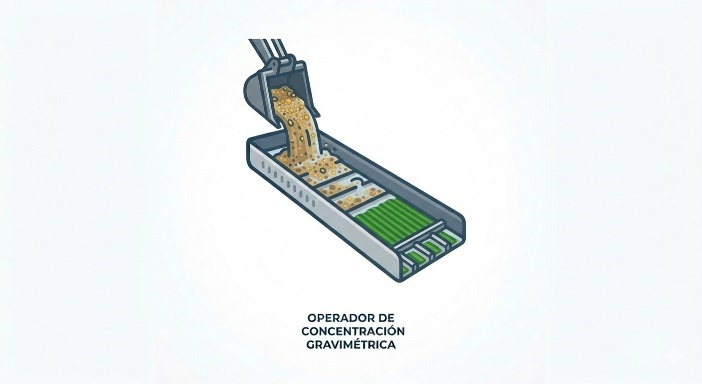 OPERADOR DE
CONCENTRACIÓN
GRAVIMÉTRICA